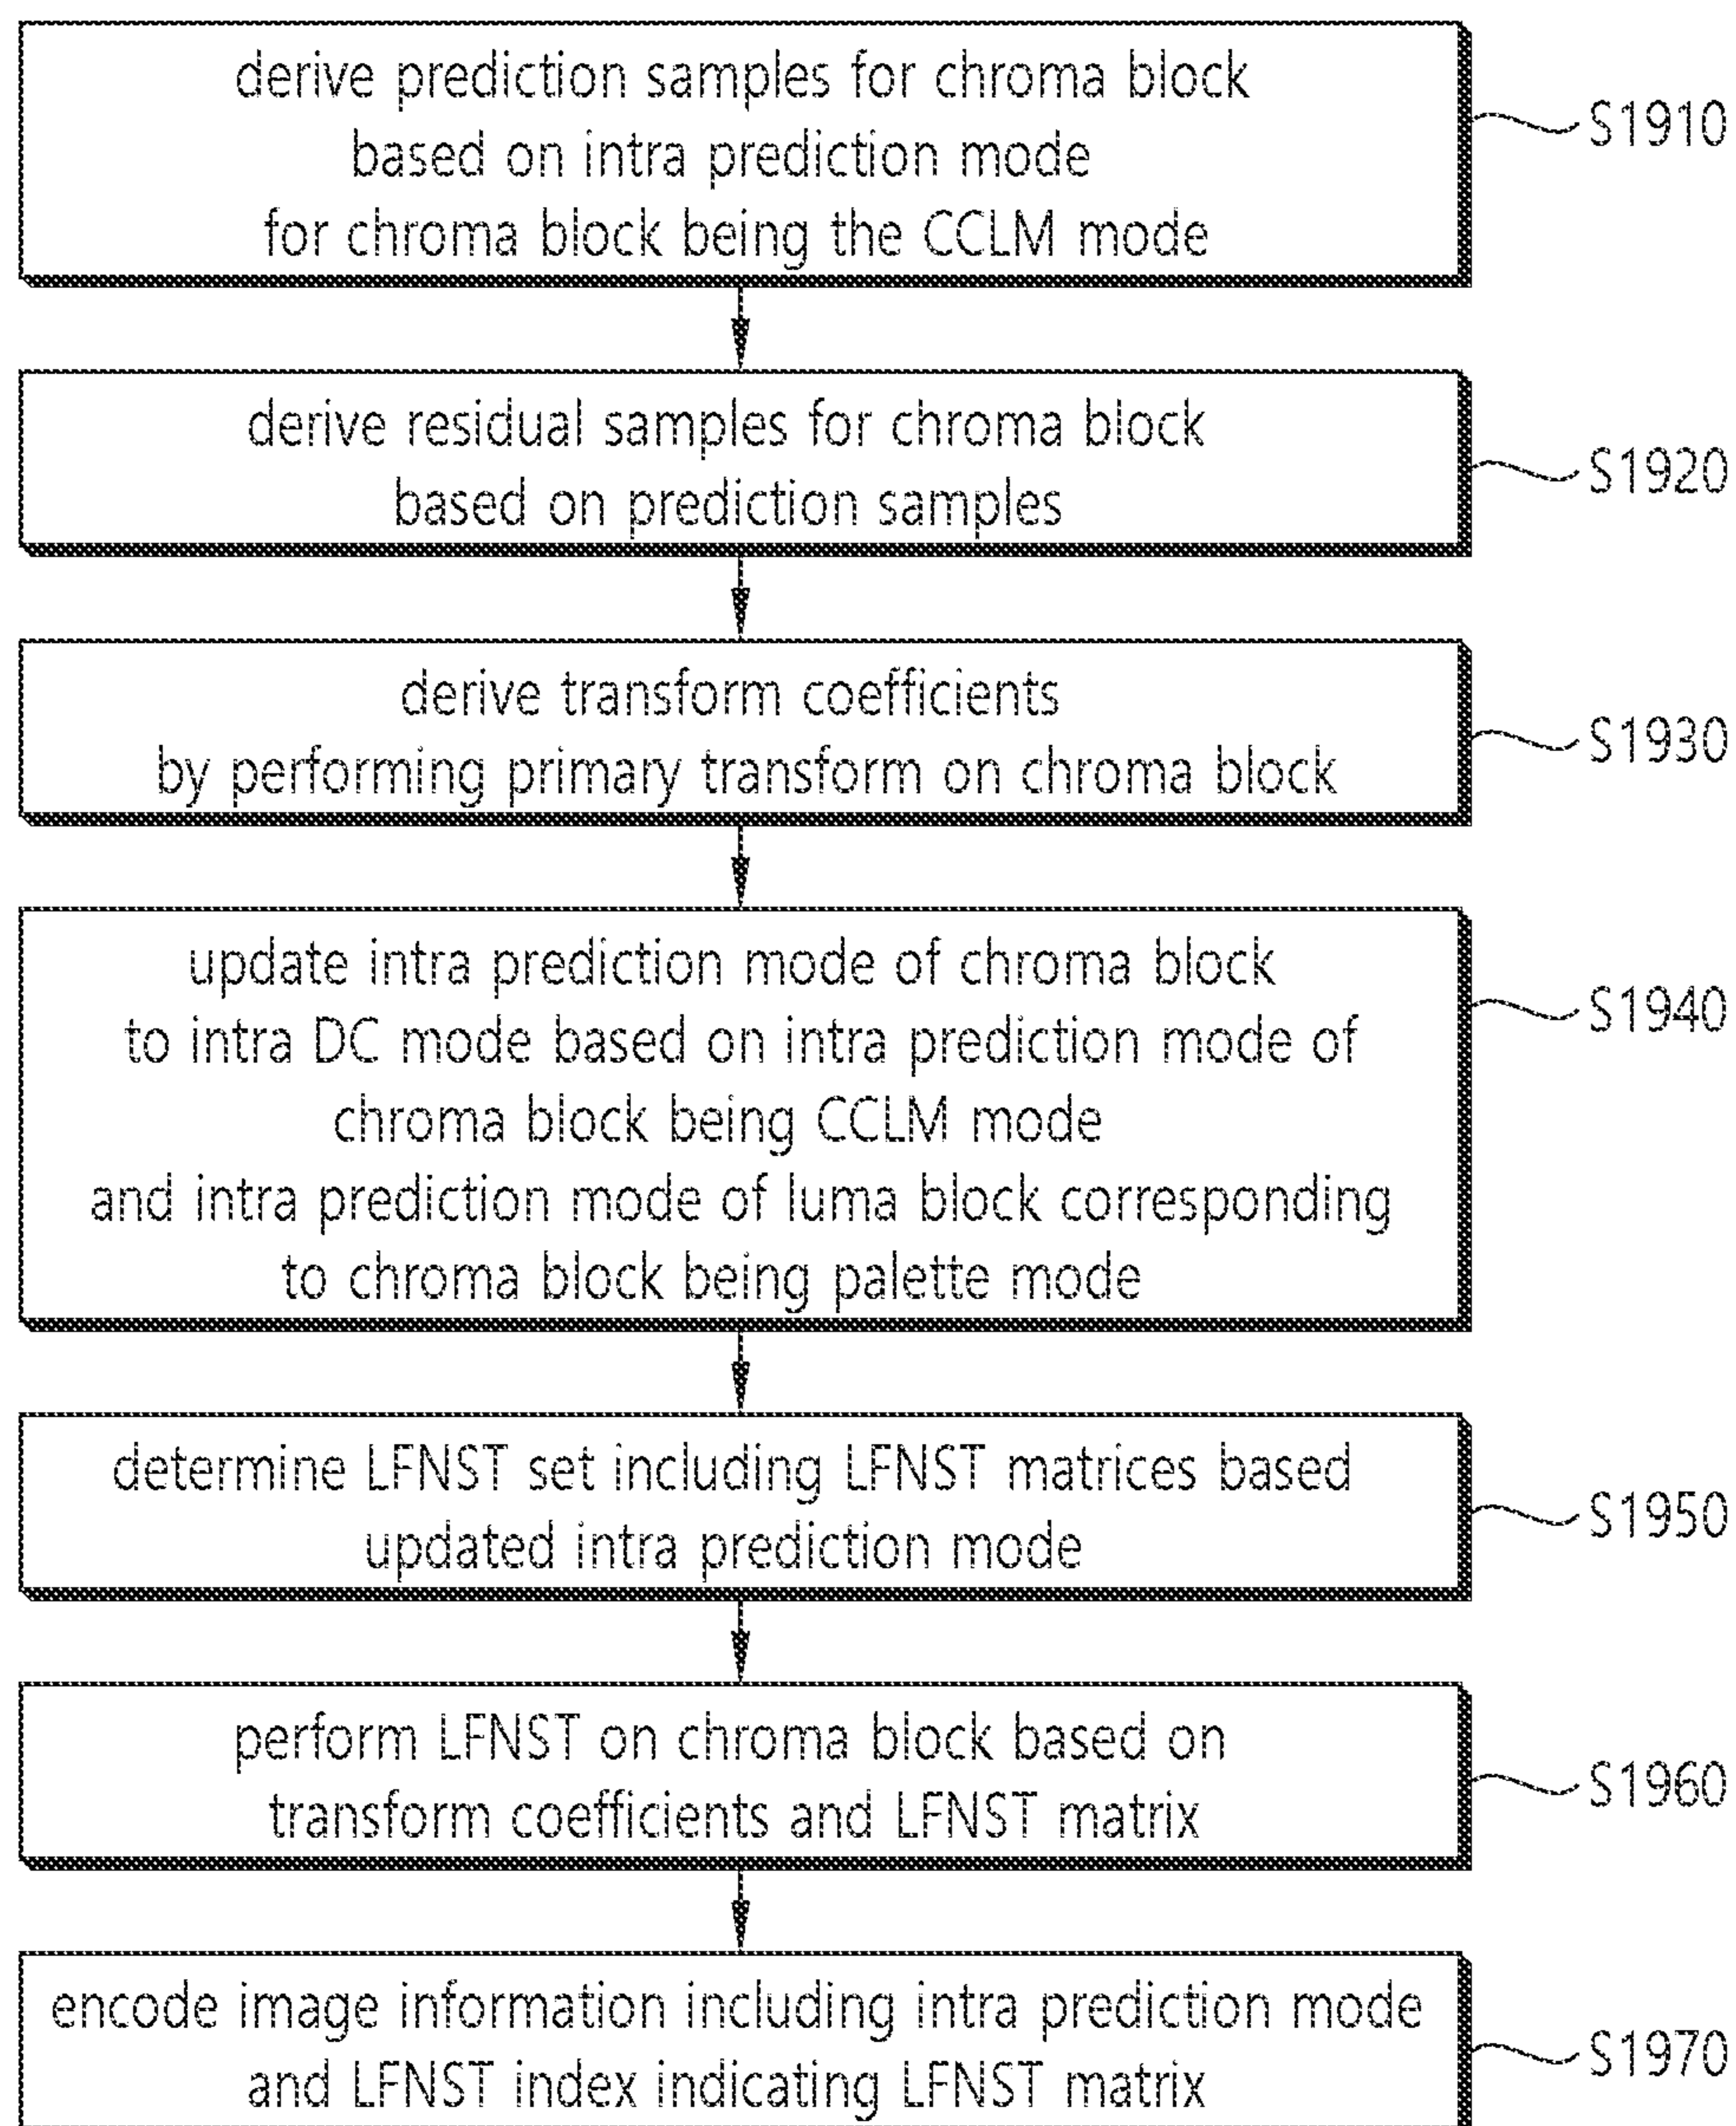 derive prediction samples for chroma block
based on intra prediction mode
for chroma block being the CCLM mode
S1910
derive residual samples for chroma block
based on prediction samples
S1920
derive transform coefficients
by performing primary transform on chroma block
S1930
update intra prediction mode of chroma block
to intra DC mode based on intra prediction mode of
chroma block being CCLM mode
and intra prediction mode of luma block corresponding
to chroma block being palette mode
S1940
determine LFNST set including LFNST matrices based
updated intra prediction mode
S1950
perform LFNST on chroma block based on
transform coefficients and LFNST matrix
S1960
encode image information including intra prediction mode
and LFNST index indicating LFNST matrix
S1970